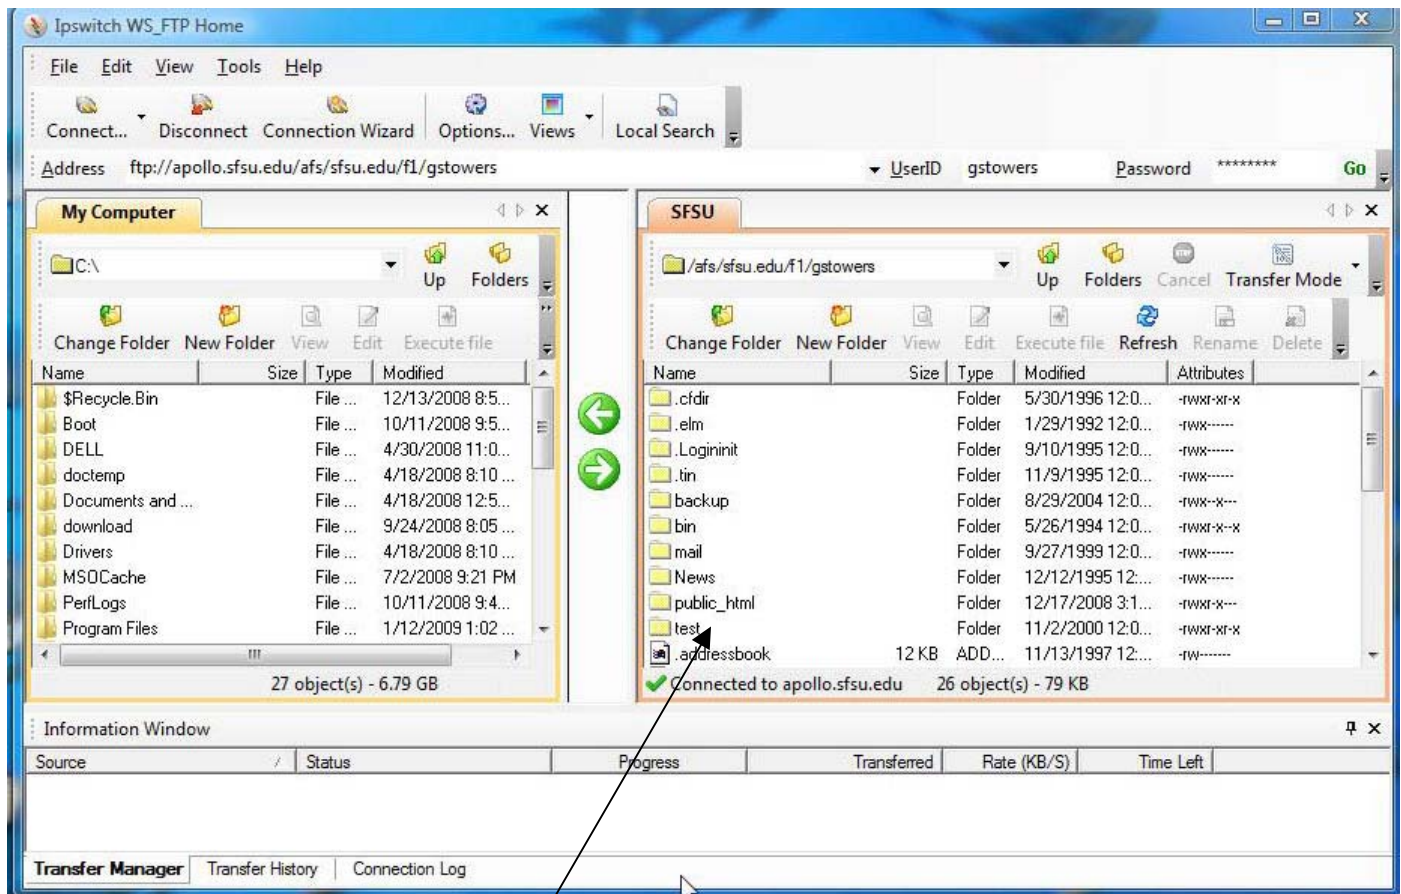 Ipswitch WS_FTP Home
File Edit View Tools Help
Connect... Disconnect Connection Wizard Options... Views Local Search
Address ftp://apollo.sfsu.edu/afs/sfsu.edu/f1/gstowers UserID gstowers Password ******** Go
My Computer
C:\
Up Folders
Change Folder New Folder View Edit Execute file
Name Size Type Modified
$Recycle.Bin File ... 12/13/2008 8:5...
Boot File ... 10/11/2008 9:5...
DELL File ... 4/30/2008 11:0...
doctemp File ... 4/18/2008 8:10 ...
Documents and ... File ... 4/18/2008 12:5...
download File ... 9/24/2008 8:05 ...
Drivers File ... 4/18/2008 8:10 ...
MSOCache File ... 7/2/2008 9:21 PM
PerfLogs File ... 10/11/2008 9:4...
Program Files File ... 1/12/2009 1:02 ...
27 object(s) - 6.79 GB
SFSU
/afs/sfsu.edu/f1/gstowers
Up Folders Cancel Transfer Mode
Change Folder New Folder View Edit Execute file Refresh Rename Delete
Name Size Type Modified Attributes
.cfdir Folder 5/30/1996 12:0... -rwxr-xr-x
.elm Folder 1/29/1992 12:0... -rwx------
.Logininit Folder 9/10/1995 12:0... -rwx------
.tin Folder 11/9/1995 12:0... -rwx------
backup Folder 8/29/2004 12:0... -rwx--x---
bin Folder 5/26/1994 12:0... -rwxr-x--x
mail Folder 9/27/1999 12:0... -rwx------
News Folder 12/12/1995 12:... -rwx------
public_html Folder 12/17/2008 3:1... -rwxr-x---
test Folder 11/2/2000 12:0... -rwxr-xr-x
.addressbook 12 KB ADD... 11/13/1997 12:... -rw-------
Connected to apollo.sfsu.edu 26 object(s) - 79 KB
Information Window
Source Status Progress Transferred Rate (KB/S) Time Left
Transfer Manager Transfer History Connection Log